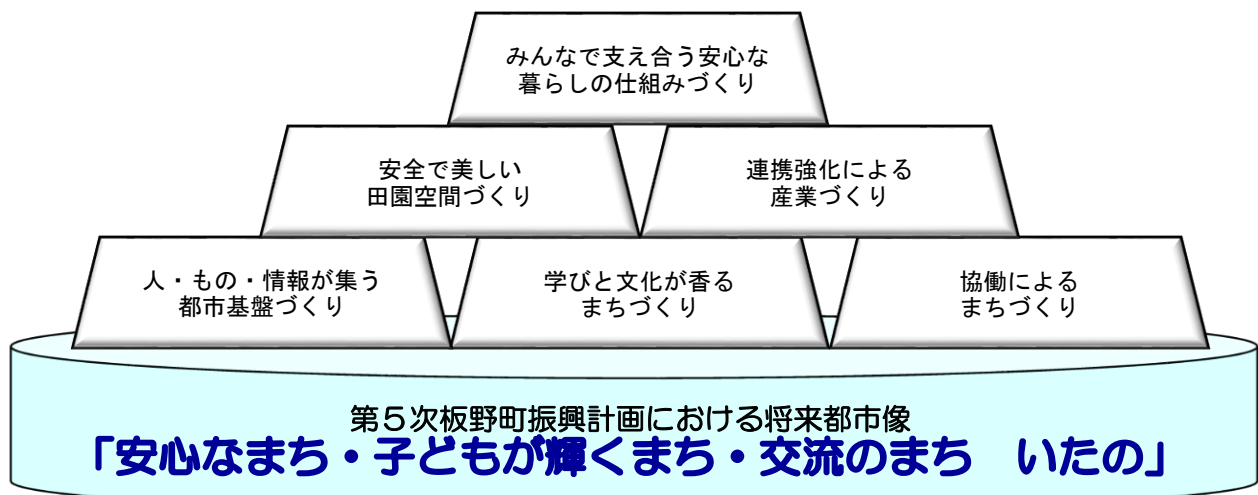 みんなで支え合う安心な
暮らしの仕組みづくり
安全で美しい
田園空間づくり
連携強化による
産業づくり
人・もの・情報が集う
都市基盤づくり
学びと文化が香る
まちづくり
協働による
まちづくり
第５次板野町振興計画における将来都市像
「安心なまち・子どもが輝くまち・交流のまち　いたの」